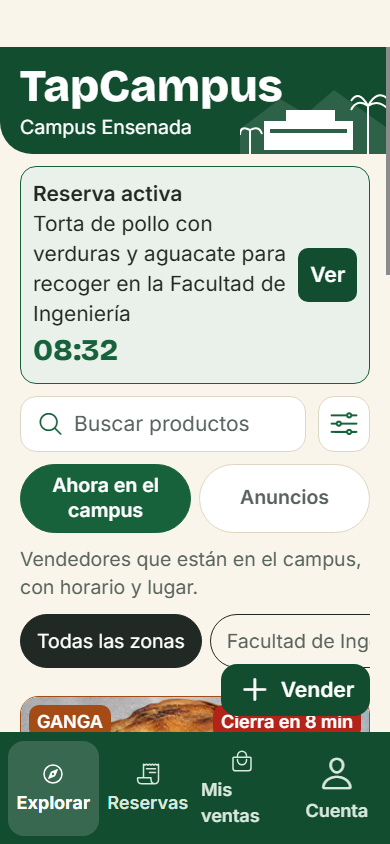 TapCampus
Campus Ensenada
Reserva activa
Torta de pollo con
verduras y aguacate para
recoger en la Facultad de
Ingeniería
08:32
Ver
Buscar productos
Ahora en el
campus
Anuncios
Vendedores que están en el campus,
con horario y lugar.
Todas las zonas
Facultad de Ing
Vender
GANGA
Cierra en 8 min
Explorar
Reservas
Mis
ventas
Cuenta